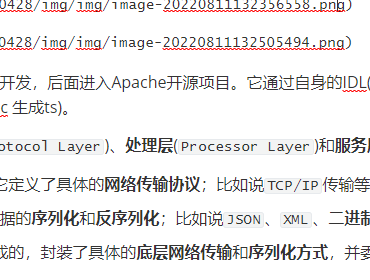 0428/img/img/image-20220811132356558.png)
0428/img/img/image-20220811132505494.png)
开发，后面进入Apache开源项目。它通过自身的IDL(
c 生成ts)。
otocol Layer)、处理层(Processor Layer)和服务
它定义了具体的网络传输协议；比如说TCP/IP传输等
据的序列化和反序列化；比如说JSON、XML、二进制
成的，封装了具体的底层网络传输和序列化方式，并